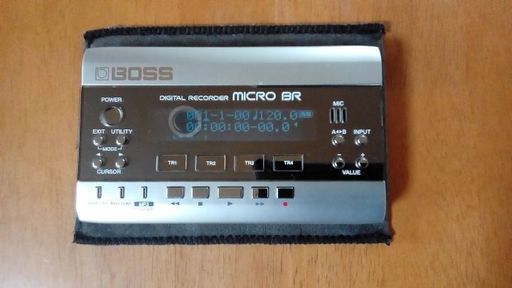 BOSS
DIGITAL RECORDER MICRO BR
POWER
001-1-00 ♩120.0
00:00:00-00.0
MIC
EXIT UTILITY
A↔B INPUT
MODE
TR1 TR2 TR3 TR4
CURSOR
VALUE